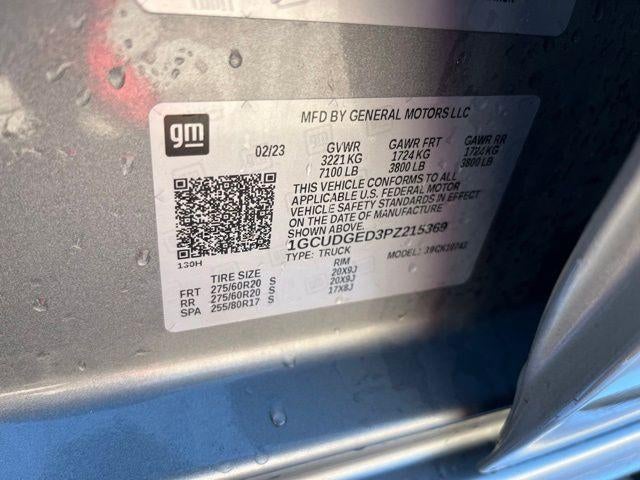 gm
MFD BY GENERAL MOTORS LLC
02/23
GVWR GAWR FRT GAWR RR
3221 KG 1724 KG 1724 KG
7100 LB 3800 LB 3800 LB
THIS VEHICLE CONFORMS TO ALL
APPLICABLE U.S. FEDERAL MOTOR
VEHICLE SAFETY STANDARDS IN EFFECT
ON THE DATE OF MANUFACTURE
SHOWN ABOVE.
1GCUDGED3PZ215369
TYPE: TRUCK MODEL:
130H
TIRE SIZE RIM
FRT 275/60R20 S 20X9J
RR 275/60R20 S 20X9J
SPA 255/80R17 S 17X8J